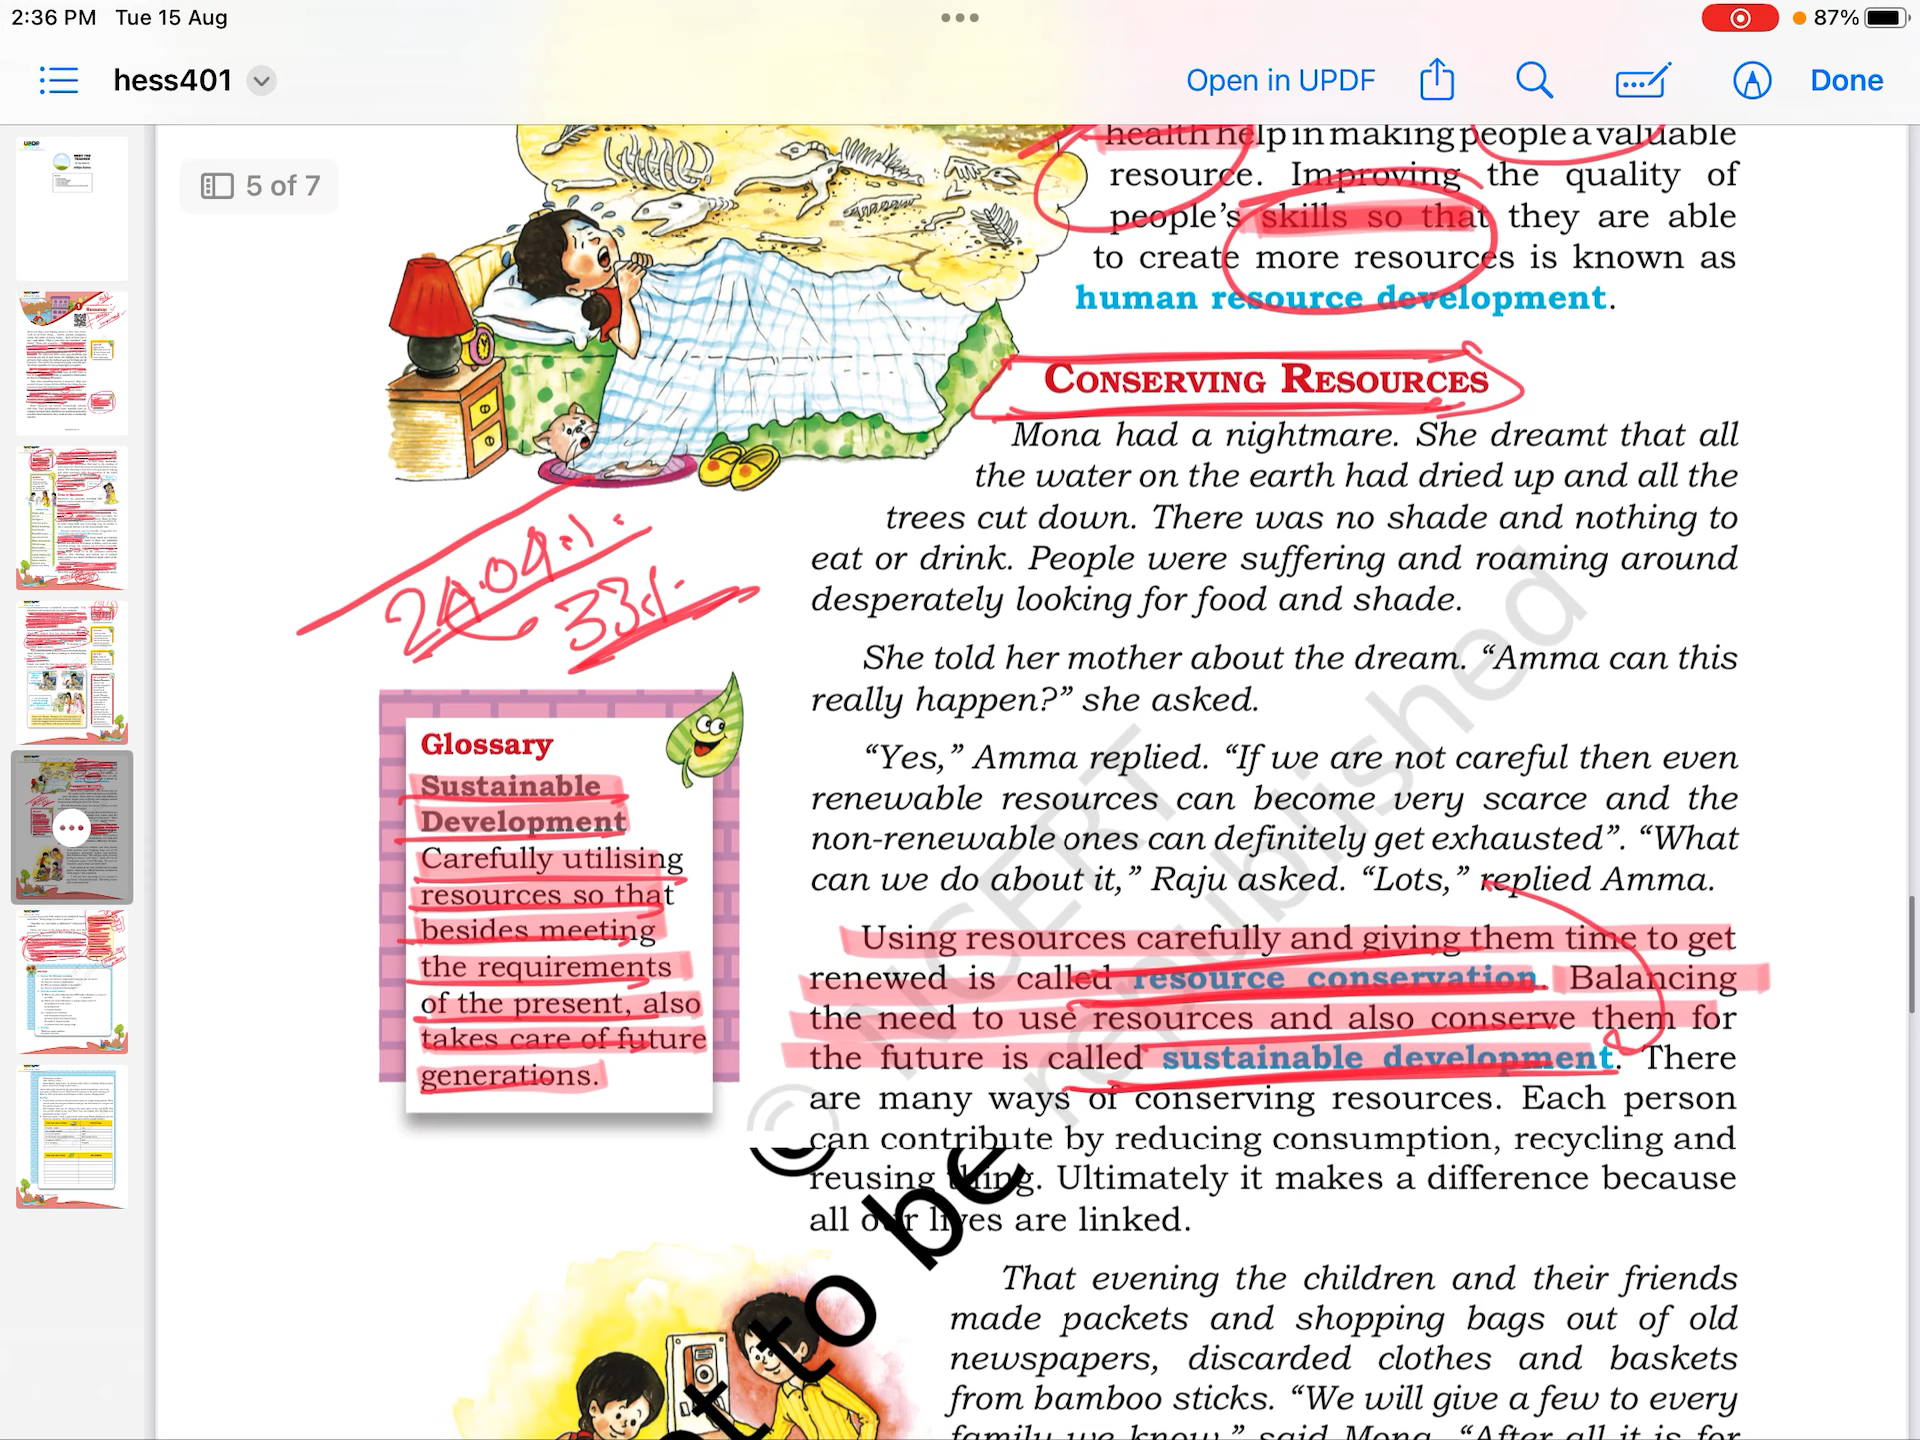 2:36 PM Tue 15 Aug
87%
hess401
Open in UPDF
Done
5 of 7
health help in making people a valuable
resource. Improving the quality of
people's skills so that they are able
to create more resources is known as
human resource development.
CONSERVING RESOURCES
Mona had a nightmare. She dreamt that all
the water on the earth had dried up and all the
trees cut down. There was no shade and nothing to
eat or drink. People were suffering and roaming around
desperately looking for food and shade.
She told her mother about the dream. “Amma can this
really happen?” she asked.
“Yes,” Amma replied. “If we are not careful then even
renewable resources can become very scarce and the
non-renewable ones can definitely get exhausted”. “What
can we do about it,” Raju asked. “Lots,” replied Amma.
Using resources carefully and giving them time to get
renewed is called resource conservation. Balancing
the need to use resources and also conserve them for
the future is called sustainable development. There
are many ways of conserving resources. Each person
can contribute by reducing consumption, recycling and
reusing thing. Ultimately it makes a difference because
all our lives are linked.
That evening the children and their friends
made packets and shopping bags out of old
newspapers, discarded clothes and baskets
from bamboo sticks. “We will give a few to every
family we know,” said Mona. “After all it is for
24.04%
33%
Glossary
Sustainable
Development
Carefully utilising
resources so that
besides meeting
the requirements
of the present, also
takes care of future
generations.
© NCERT
republished
to be